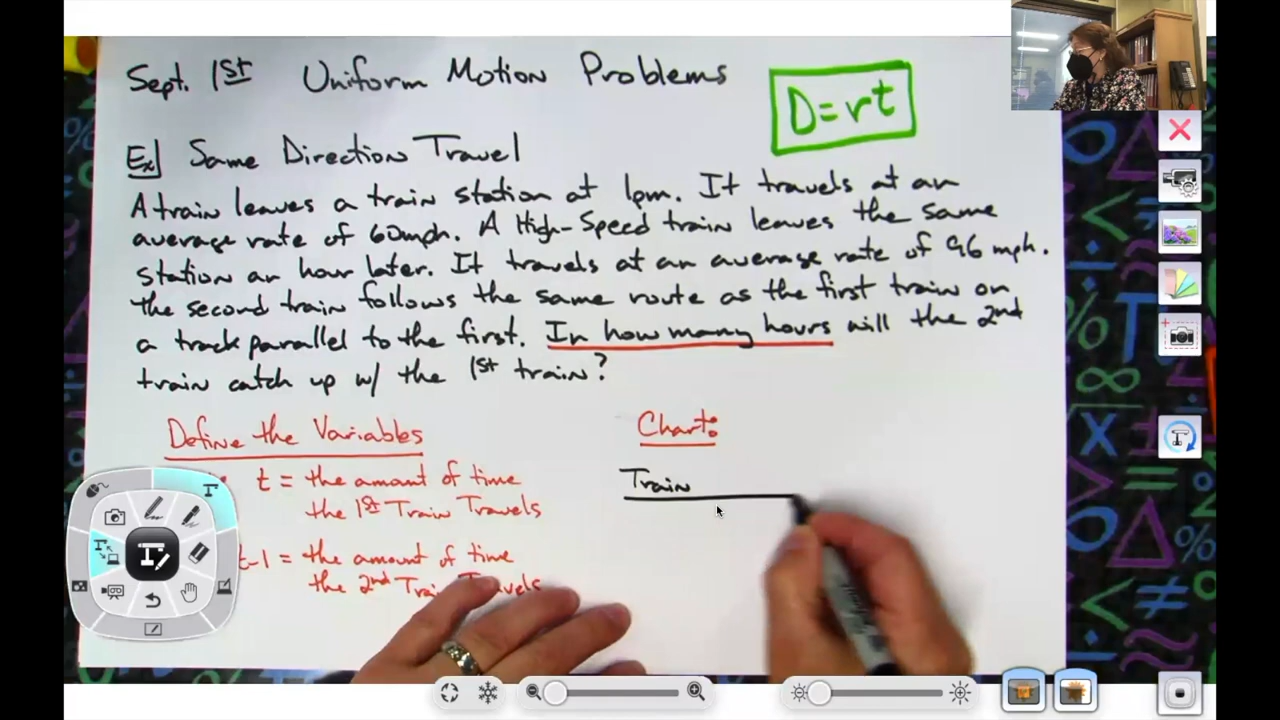 Sept. 1st Uniform Motion Problems
D=rt
Ex Same Direction Travel
A train leaves a train station at 1pm. It travels at an
average rate of 60mph. A High-Speed train leaves the same
station an hour later. It travels at an average rate of 96 mph.
the second train follows the same route as the first train on
a track parallel to the first. In how many hours will the 2nd
train catch up w/ the 1st train?
Define the Variables
t = the amount of time
the 1st Train Travels
t-1 = the amount of time
the 2nd Train Travels
Chart:
Train